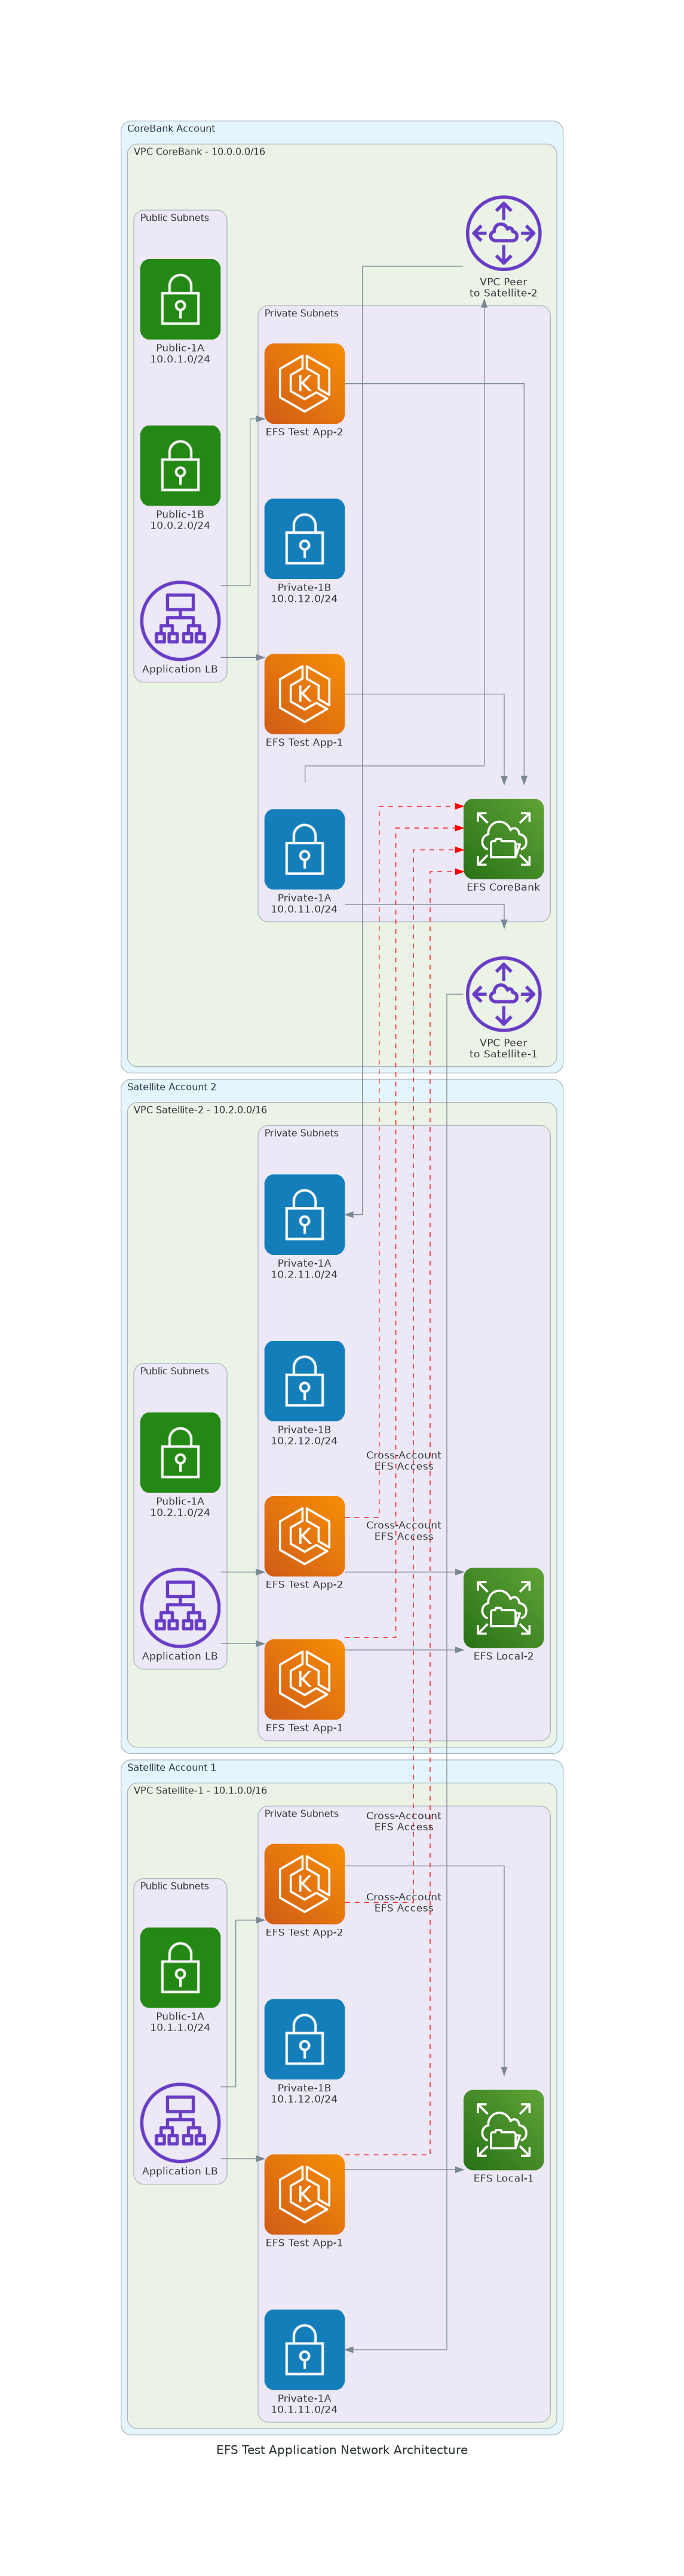 CoreBank Account
VPC CoreBank - 10.0.0.0/16
Public Subnets
Public-1A
10.0.1.0/24
Public-1B
10.0.2.0/24
Application LB
VPC Peer
to Satellite-2
Private Subnets
EFS Test App-2
Private-1B
10.0.12.0/24
EFS Test App-1
Private-1A
10.0.11.0/24
EFS CoreBank
VPC Peer
to Satellite-1
Satellite Account 2
VPC Satellite-2 - 10.2.0.0/16
Private Subnets
Private-1A
10.2.11.0/24
Private-1B
10.2.12.0/24
Public Subnets
Public-1A
10.2.1.0/24
Application LB
Cross-Account
EFS Access
Cross-Account
EFS Access
EFS Test App-2
EFS Test App-1
EFS Local-2
Satellite Account 1
VPC Satellite-1 - 10.1.0.0/16
Private Subnets
Cross-Account
EFS Access
Cross-Account
EFS Access
EFS Test App-2
Public Subnets
Public-1A
10.1.1.0/24
Application LB
Private-1B
10.1.12.0/24
EFS Test App-1
EFS Local-1
Private-1A
10.1.11.0/24
EFS Test Application Network Architecture